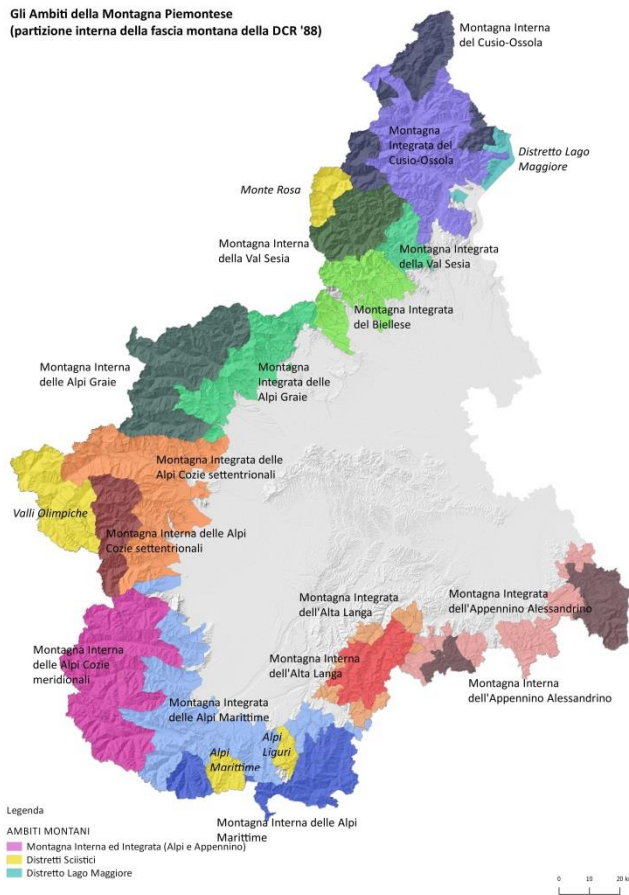 Gli Ambiti della Montagna Piemontese
(partizione interna della fascia montana della DCR '88)
Montagna Interna
del Cusio-Ossola
Montagna
Integrata del
Cusio-Ossola
Distretto Lago
Maggiore
Monte Rosa
Montagna Interna
della Val Sesia
Montagna Integrata
della Val Sesia
Montagna Integrata
del Biellese
Montagna Interna
delle Alpi Graie
Montagna
Integrata delle
Alpi Graie
Montagna Integrata delle
Alpi Cozie settentrionali
Valli Olimpiche
Montagna Interna delle Alpi
Cozie settentrionali
Montagna Integrata
dell'Alta Langa
Montagna Integrata
dell'Appennino Alessandrino
Montagna Interna
delle Alpi Cozie
meridionali
Montagna Interna
dell'Alta Langa
Montagna Interna
dell'Appennino Alessandrino
Montagna Integrata
delle Alpi Maritime
Alpi
Marittime
Alpi
Liguri
Montagna Interna delle Alpi
Marittime
Legenda
AMBITI MONTANI
Montagna Interna ed Integrata (Alpi e Appennino)
Distretti Sciistici
Distretto Lago Maggiore
0 10 20 k